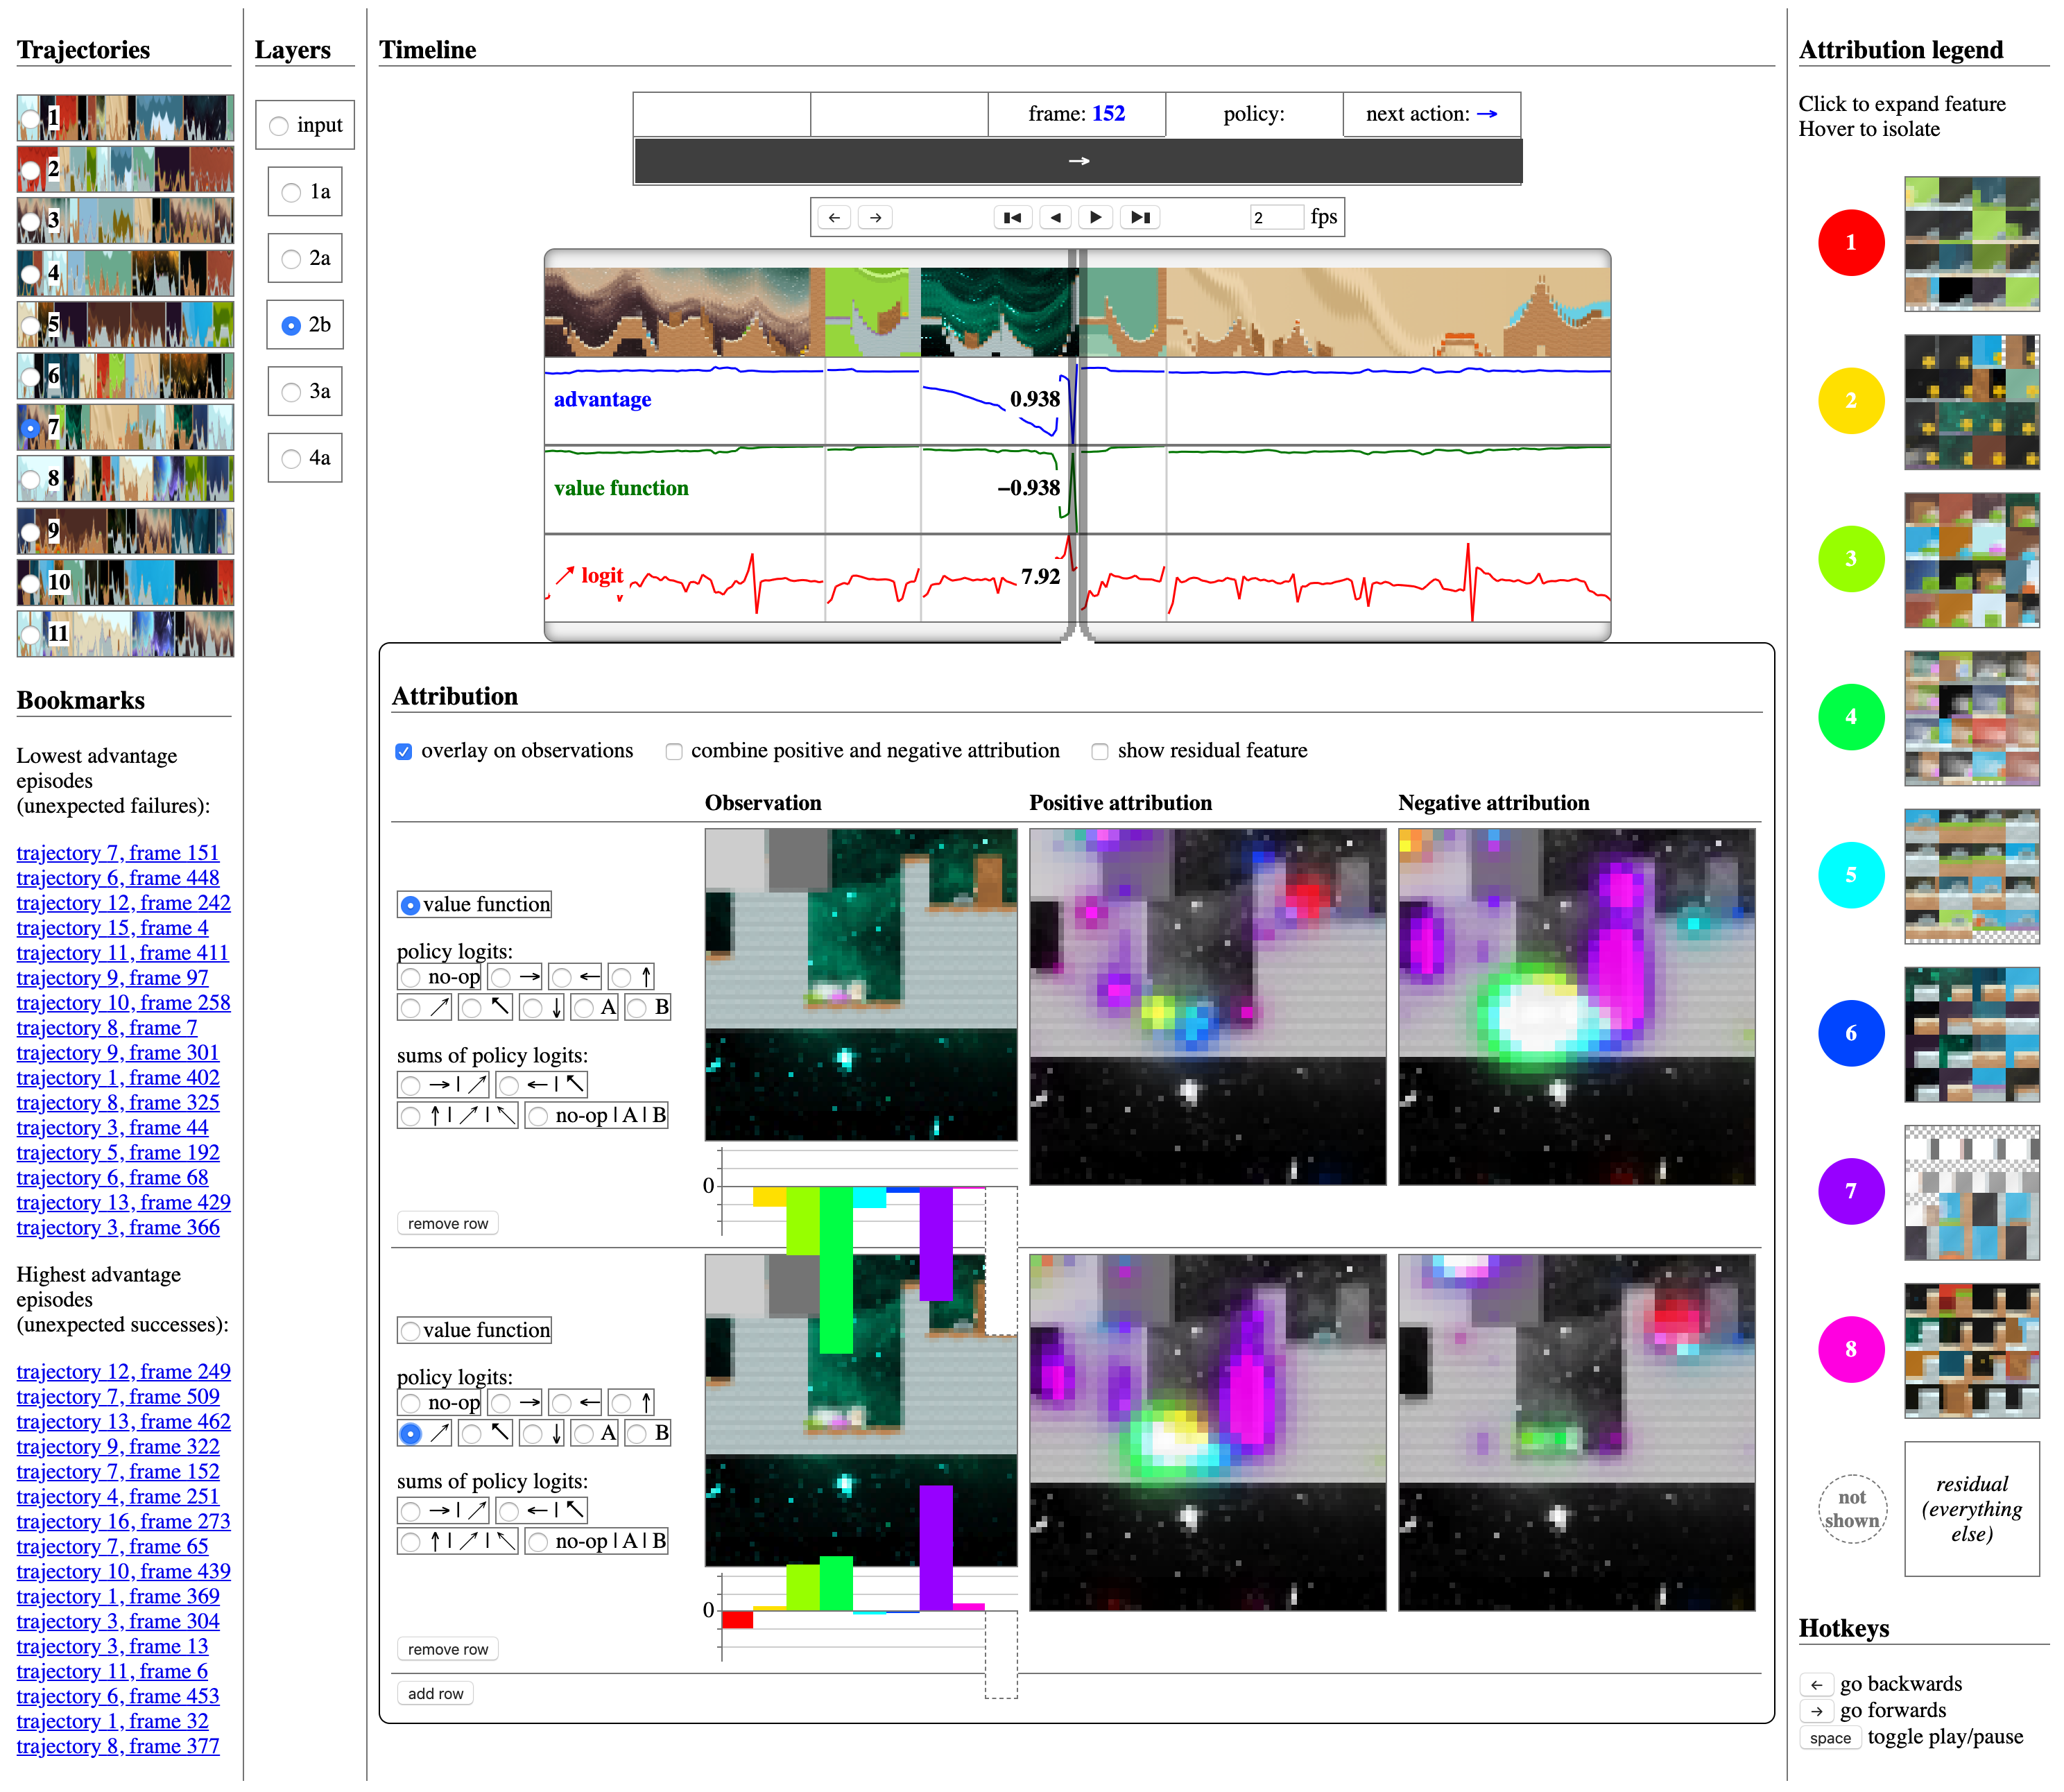 Trajectories
1
2
3
4
5
6
7
8
9
10
11
Bookmarks
Lowest advantage
episodes
(unexpected failures):
trajectory 7, frame 151
trajectory 6, frame 448
trajectory 12, frame 242
trajectory 15, frame 4
trajectory 11, frame 411
trajectory 9, frame 97
trajectory 10, frame 258
trajectory 8, frame 7
trajectory 9, frame 301
trajectory 1, frame 402
trajectory 8, frame 325
trajectory 3, frame 44
trajectory 5, frame 192
trajectory 6, frame 68
trajectory 13, frame 429
trajectory 3, frame 366
Highest advantage
episodes
(unexpected successes):
trajectory 12, frame 249
trajectory 7, frame 509
trajectory 13, frame 462
trajectory 9, frame 322
trajectory 7, frame 152
trajectory 4, frame 251
trajectory 16, frame 273
trajectory 7, frame 65
trajectory 10, frame 439
trajectory 1, frame 369
trajectory 3, frame 304
trajectory 3, frame 13
trajectory 11, frame 6
trajectory 6, frame 453
trajectory 1, frame 32
trajectory 8, frame 377
Layers
input
1a
2a
2b
3a
4a
Timeline
frame: 152 policy: next action: →
→
← → 2 fps
advantage 0.938
value function −0.938
↗ logit 7.92
Attribution
overlay on observations combine positive and negative attribution show residual feature
Observation Positive attribution Negative attribution
value function
policy logits:
no-op → ← ↑
↗ ↖ ↓ A B
sums of policy logits:
→ | ↗ ← | ↖
↑ | ↗ | ↖ no-op | A | B
remove row
0
value function
policy logits:
no-op → ← ↑
↗ ↖ ↓ A B
sums of policy logits:
→ | ↗ ← | ↖
↑ | ↗ | ↖ no-op | A | B
remove row
0
add row
Attribution legend
Click to expand feature
Hover to isolate
1
2
3
4
5
6
7
8
not
shown
residual
(everything
else)
Hotkeys
← go backwards
→ go forwards
space toggle play/pause